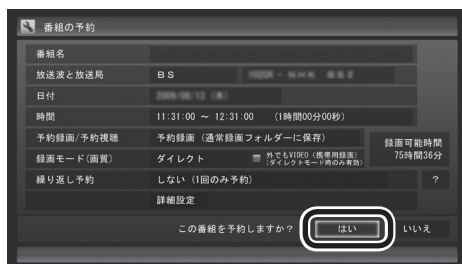 番組の予約
番組名
放送波と放送局 BS
日付
時間 11:31:00 ~ 12:31:00 (1時間00分00秒)
予約録画/予約視聴 予約録画 (通常録画フォルダーに保存)
録画可能時間
75時間36分
録画モード(画質) ダイレクト 外でもVIDEO (携帯用録画)
(ダイレクトモード時のみ有効)
繰り返し予約 しない (1回のみ予約) ?
詳細設定
この番組を予約しますか? はい いいえ